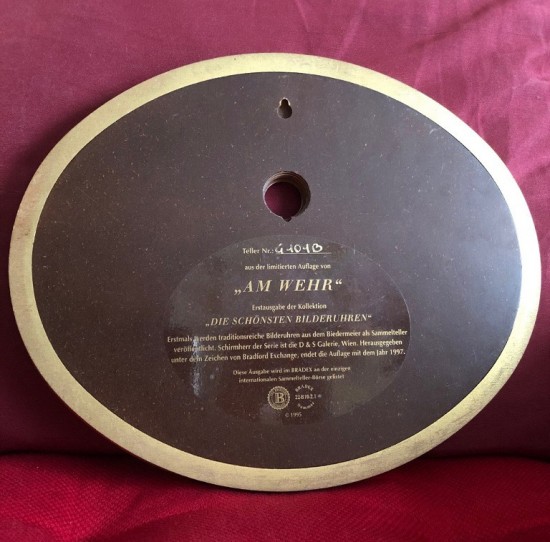 Teller Nr.: G 101 B
aus der limitierten Auflage von
„AM WEHR“
Erstausgabe der Kollektion
„DIE SCHÖNSTEN BILDERUHREN“
Erstmals werden traditionsreiche Bilderuhren aus dem Biedermeier als Sammelteller
veröffentlicht. Schirmherr der Serie ist die D & S Galerie, Wien. Herausgegeben
unter dem Zeichen von Bradford Exchange, endet die Auflage mit dem Jahr 1997.
Diese Ausgabe wird im BRADEX an der einzigen
internationalen Sammelteller-Börse gelistet
B
BRADEX
© 1995